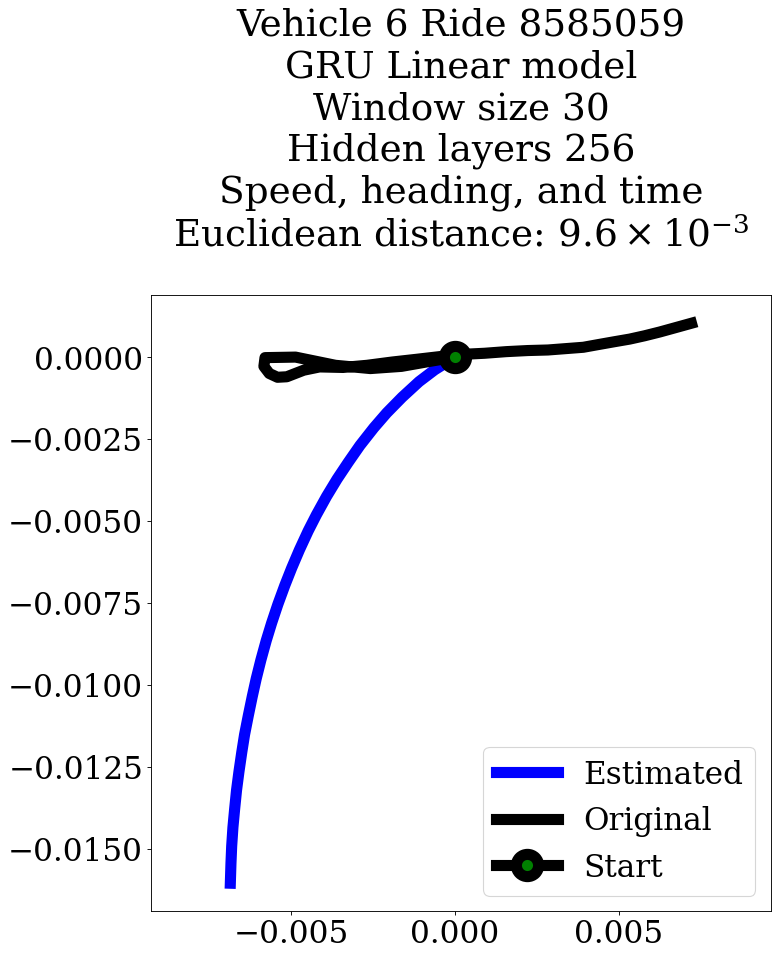 Vehicle 6 Ride 8585059
GRU Linear model
Window size 30
Hidden layers 256
Speed, heading, and time
Euclidean distance: 9.6 × 10⁻³
0.0000
−0.0025
−0.0050
−0.0075
−0.0100
−0.0125
−0.0150
Estimated
Original
Start
−0.005 0.000 0.005